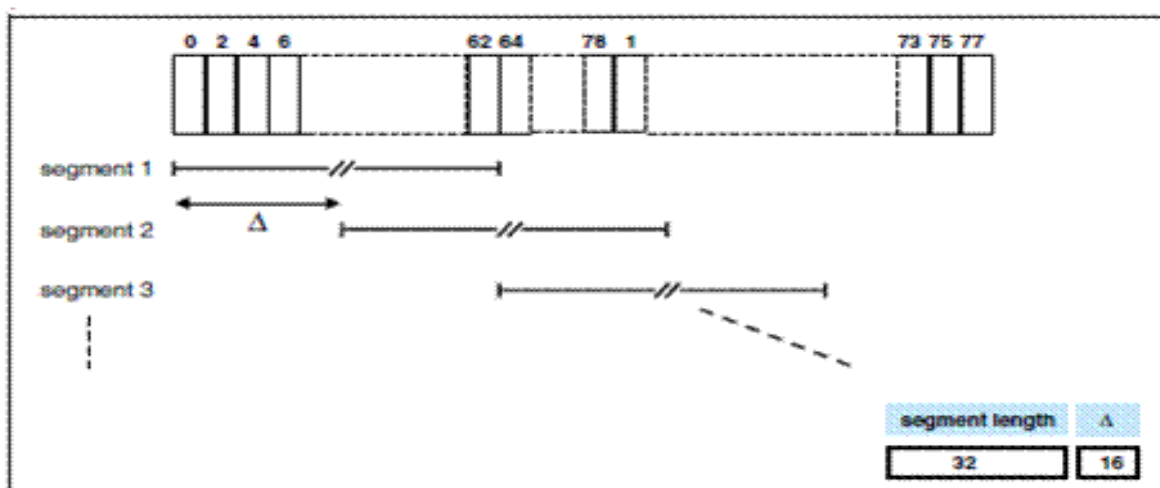 0 2 4 6 62 64 78 1 73 75 77
segment 1
Δ
segment 2
segment 3
segment length Δ
32 16